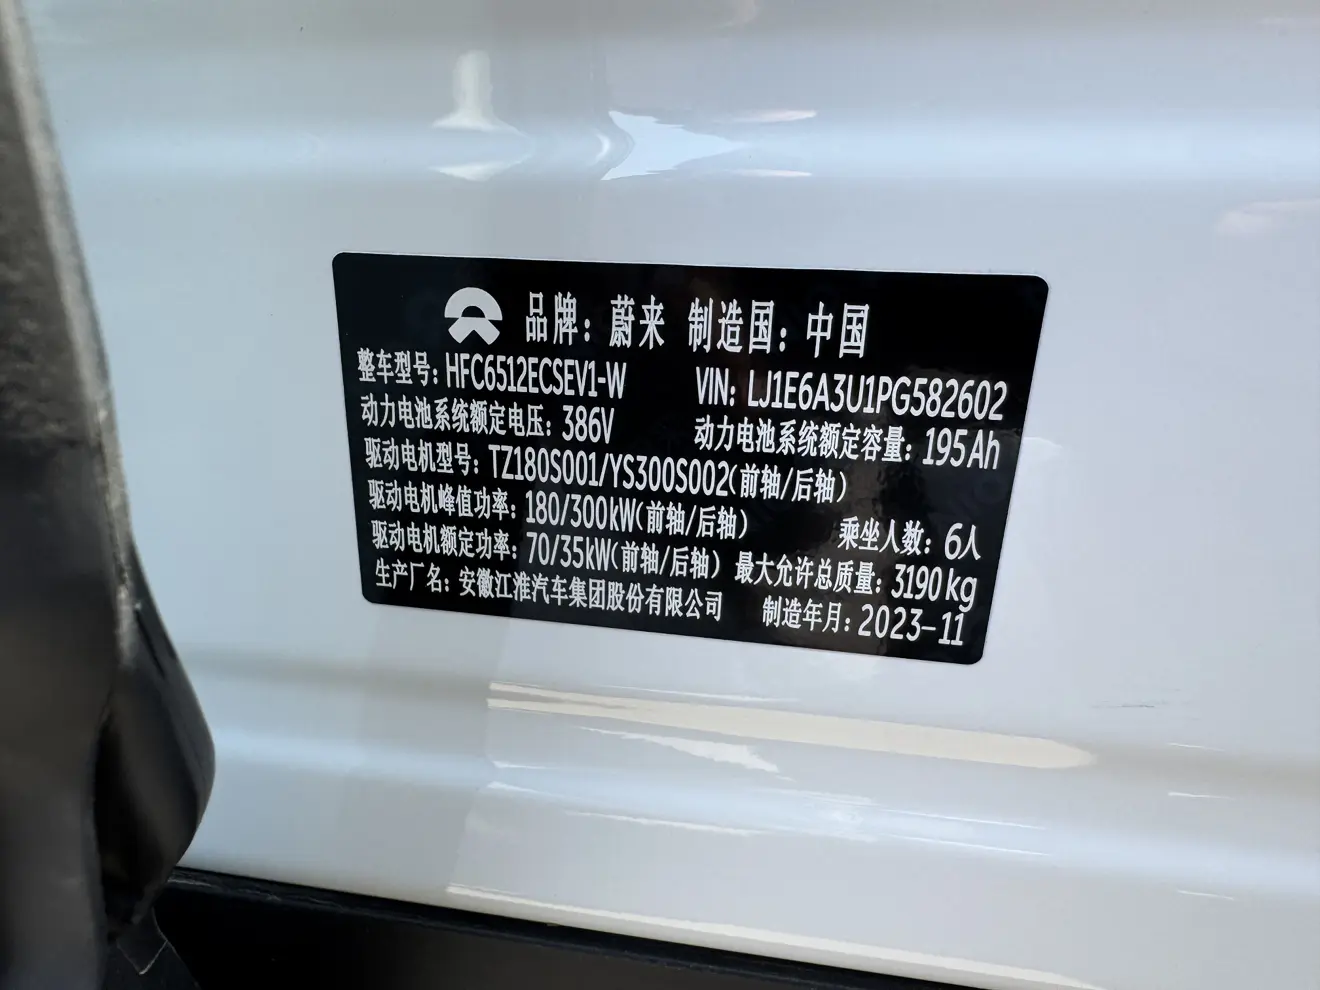 品牌：蔚来 制造国：中国
整车型号：HFC6512ECSEV1-W VIN：LJ1E6A3U1PG582602
动力电池系统额定电压：386V 动力电池系统额定容量：195Ah
驱动电机型号：TZ180S001/YS300S002(前轴/后轴)
驱动电机峰值功率：180/300kW(前轴/后轴) 乘坐人数：6人
驱动电机额定功率：70/35kW(前轴/后轴) 最大允许总质量：3190kg
生产厂名：安徽江淮汽车集团股份有限公司 制造年月：2023-11